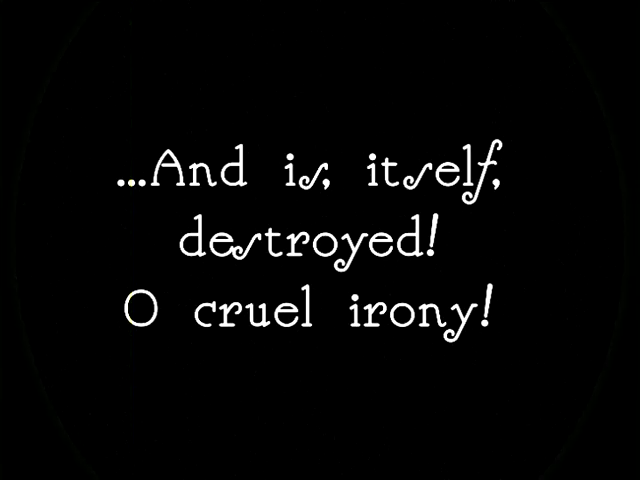 ...And is, itself,
destroyed!
O cruel irony!